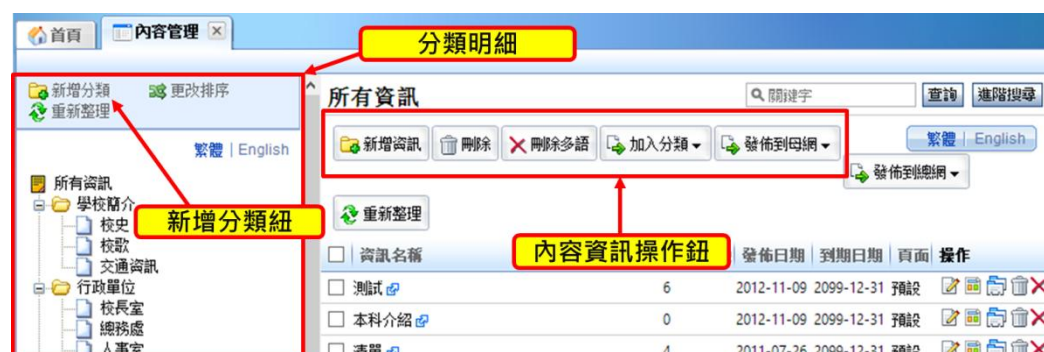 首頁
內容管理
分類明細
新增分類
更改排序
重新整理
繁體 | English
所有資訊
學校簡介
校史
新增分類紐
校歌
交通資訊
行政單位
校長室
總務處
人事室
所有資訊
關鍵字
查詢
進階搜尋
新增資訊 刪除 刪除多語 加入分類 發佈到母網
繁體 | English
發佈到總網
重新整理
內容資訊操作鈕
資訊名稱 發佈日期 到期日期 頁面 操作
測試 6 2012-11-09 2099-12-31 預設
本科介紹 0 2012-11-09 2099-12-31 預設
表單 4 2011-07-26 2099-12-31 預設